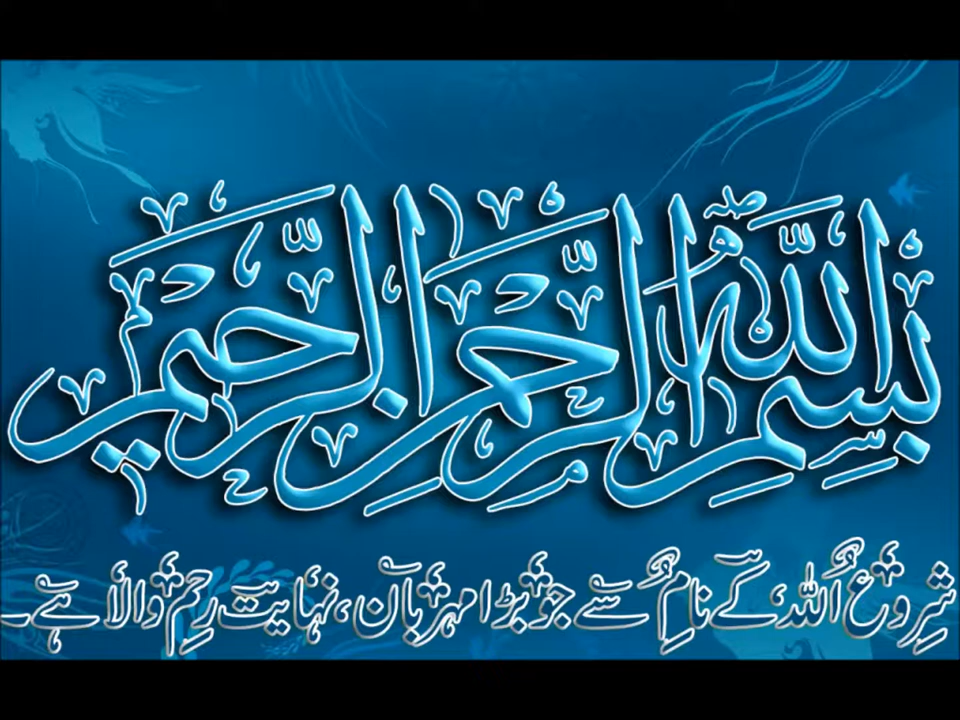 بِسْمِ اللّٰهِ الرَّحْمٰنِ الرَّحِيْمِ
شروع اللہ کے نام سے جو بڑا مہربان، نہایت رحم والا ہے۔